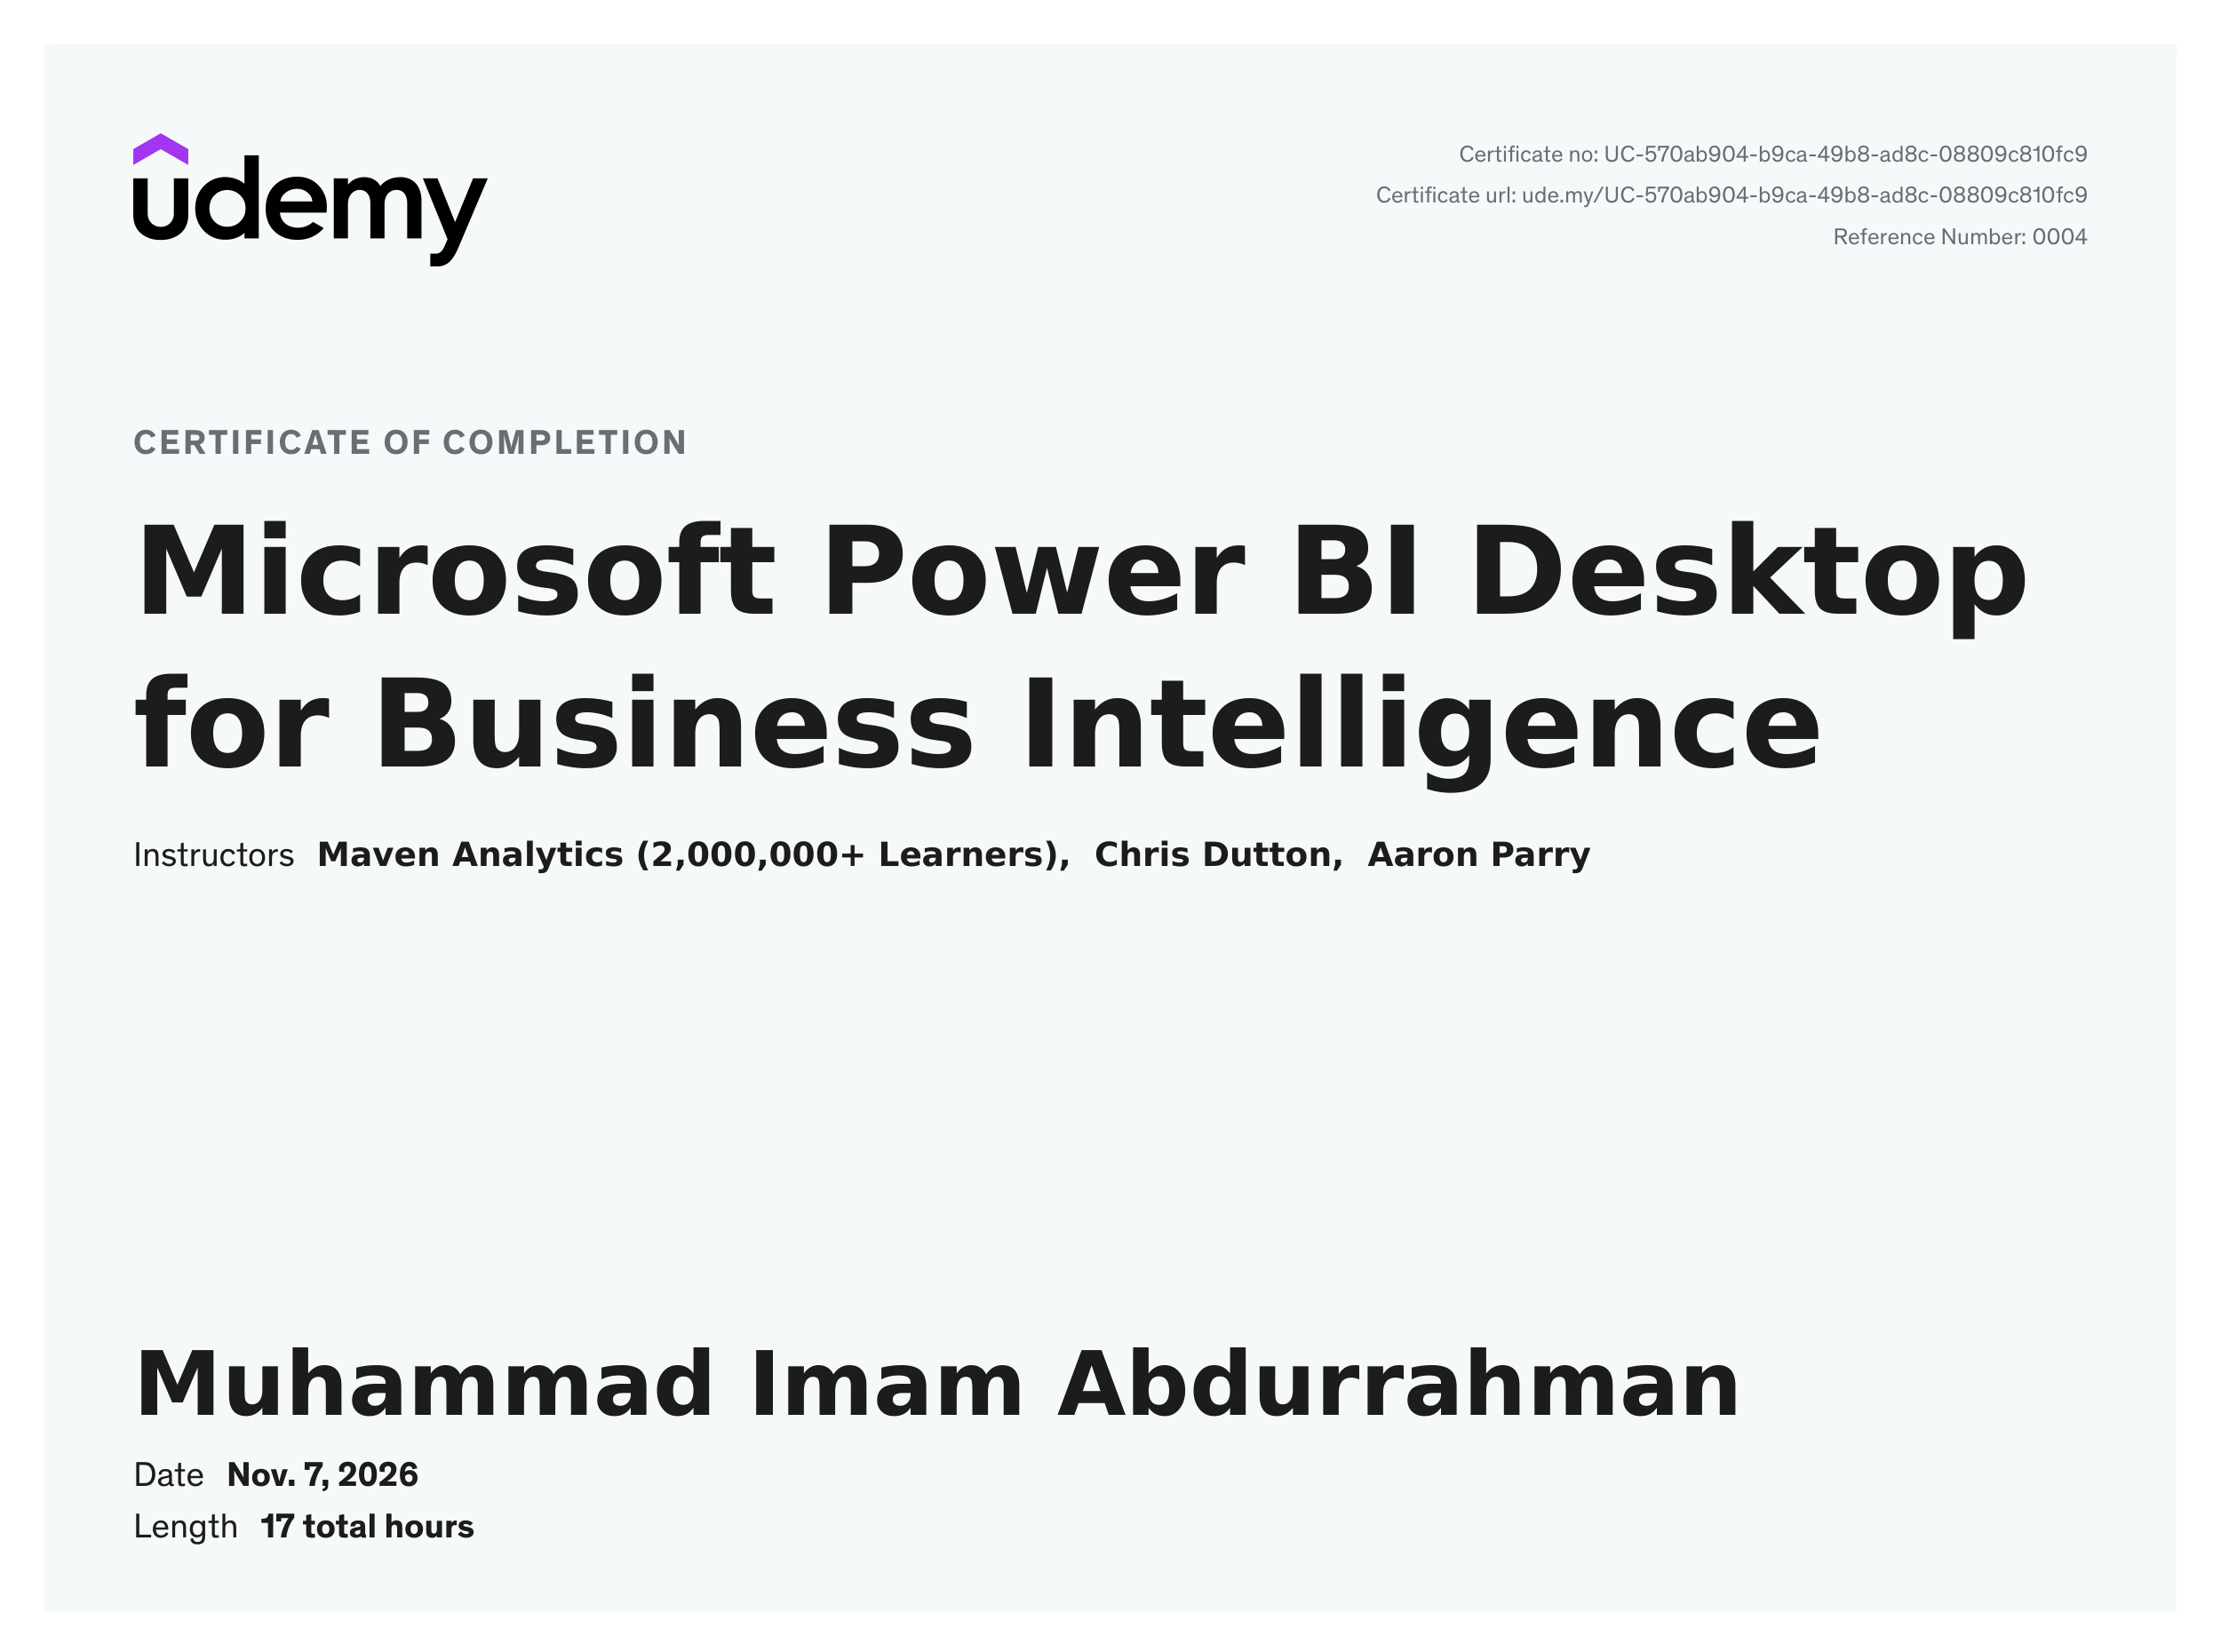 udemy
Certificate no: UC-570ab904-b9ca-49b8-ad8c-08809c810fc9
Certificate url: ude.my/UC-570ab904-b9ca-49b8-ad8c-08809c810fc9
Reference Number: 0004
CERTIFICATE OF COMPLETION
Microsoft Power BI Desktop
for Business Intelligence
Instructors Maven Analytics (2,000,000+ Learners), Chris Dutton, Aaron Parry
Muhammad Imam Abdurrahman
Date Nov. 7, 2026
Length 17 total hours